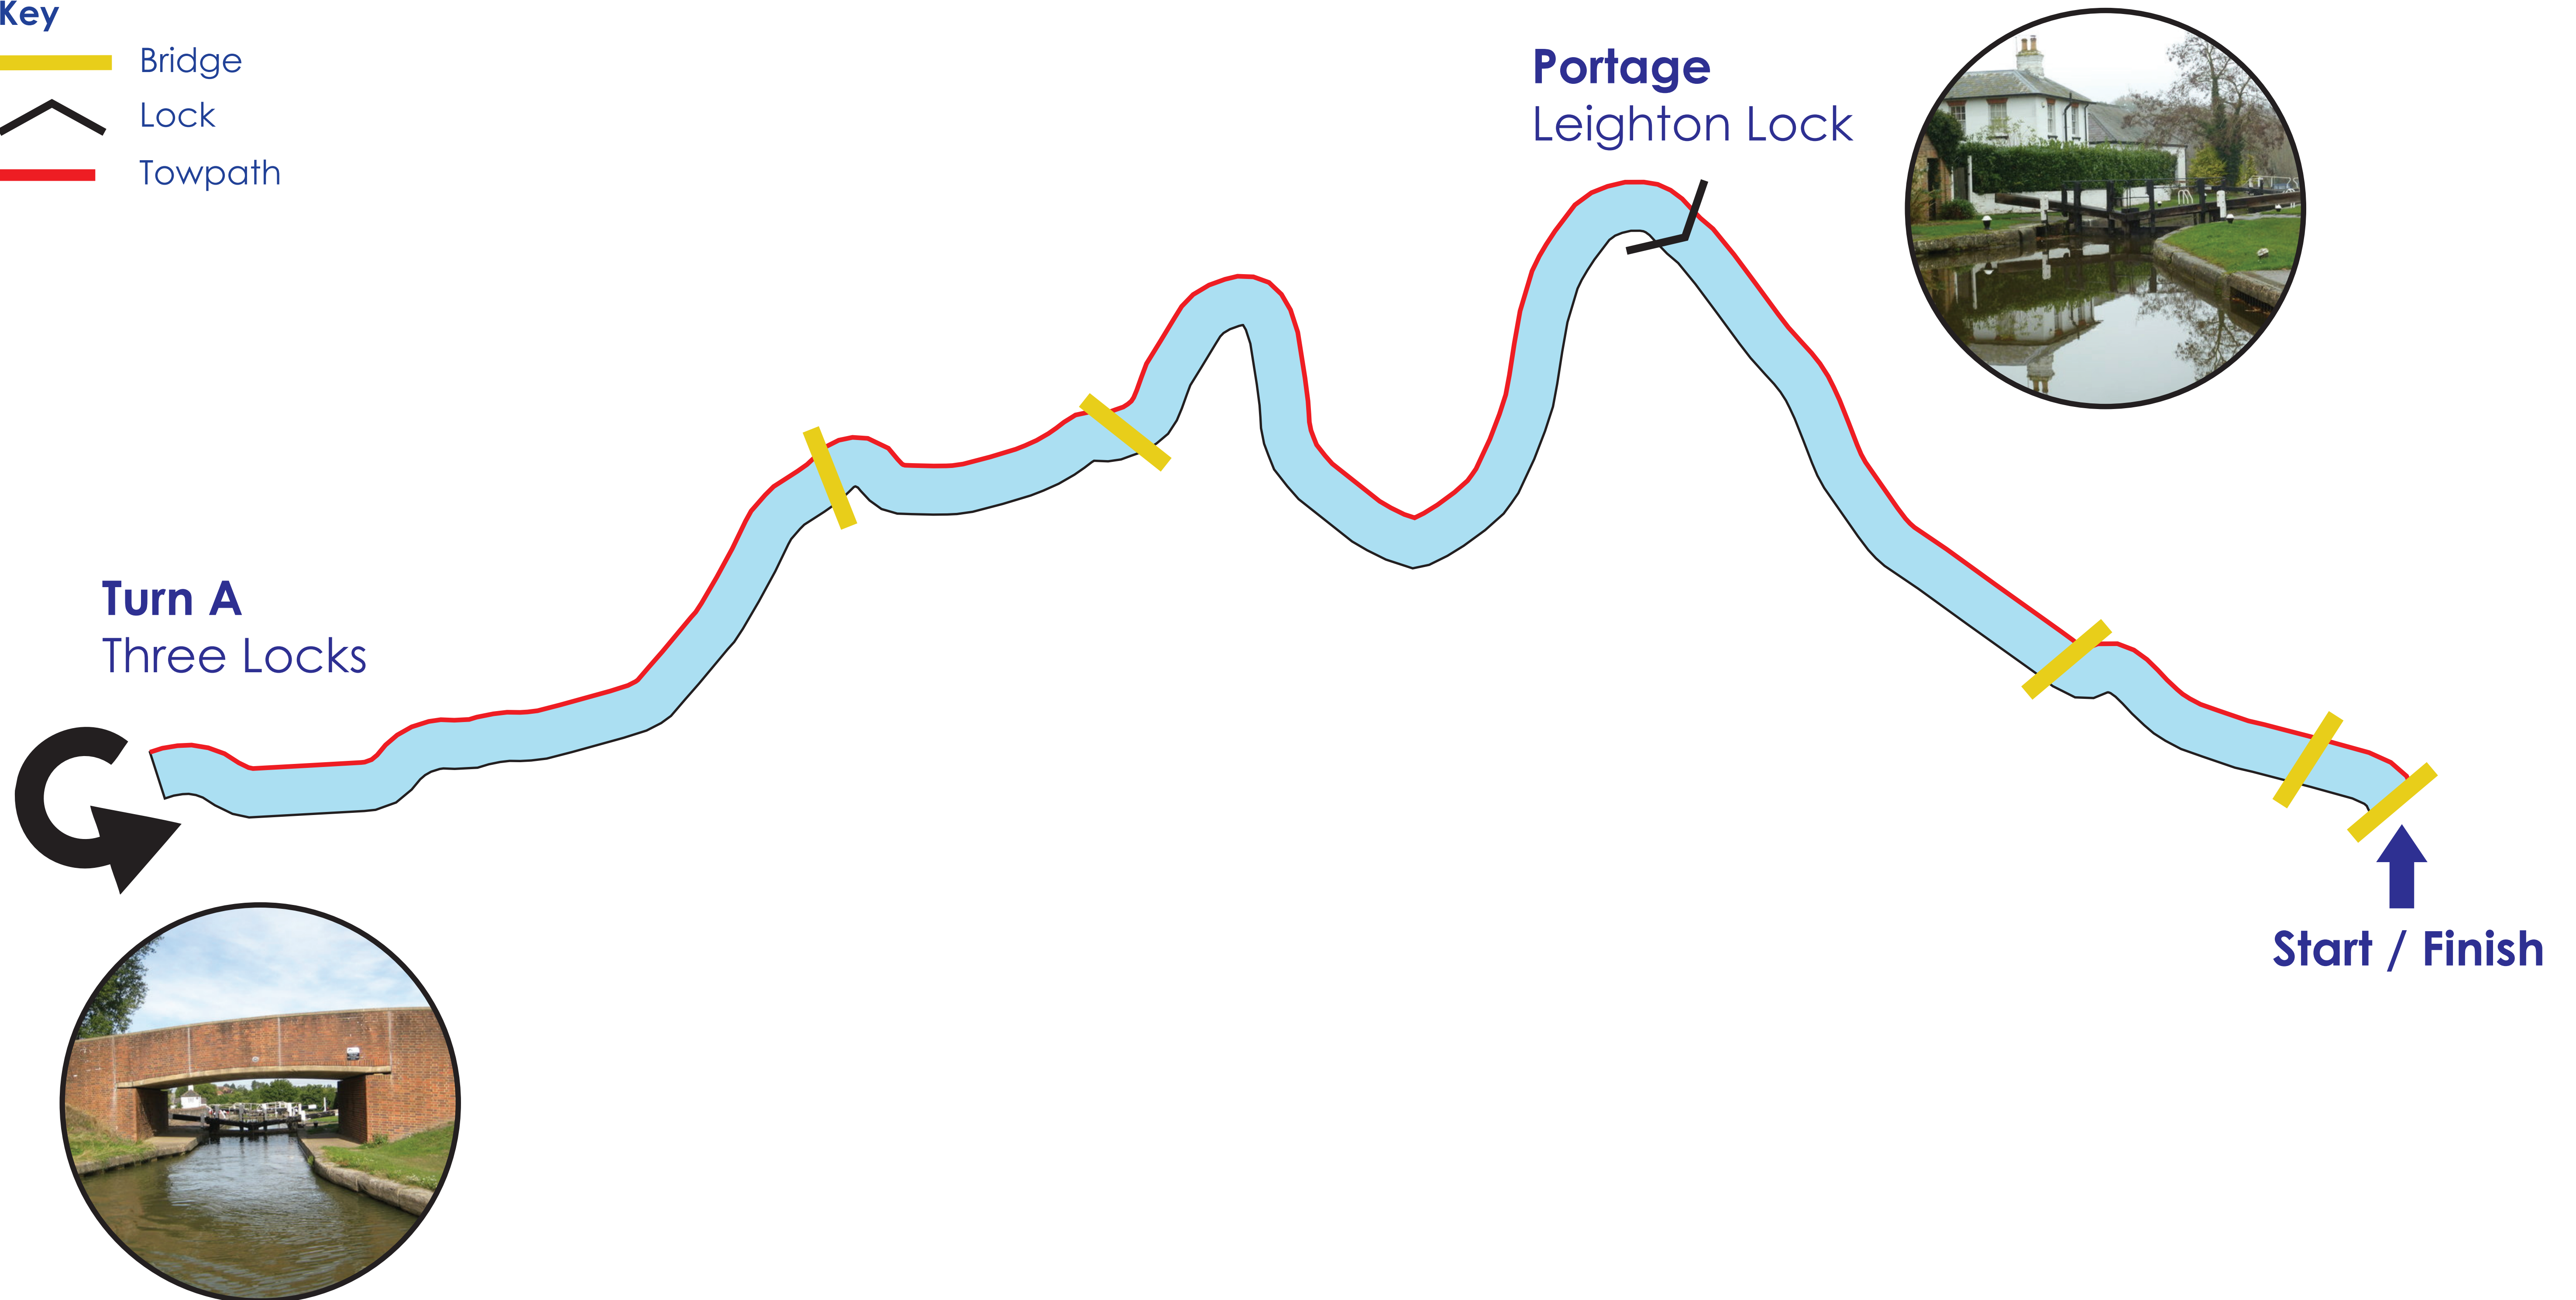 Key
Bridge
Lock
Towpath
Portage
Leighton Lock
Turn A
Three Locks
Start / Finish